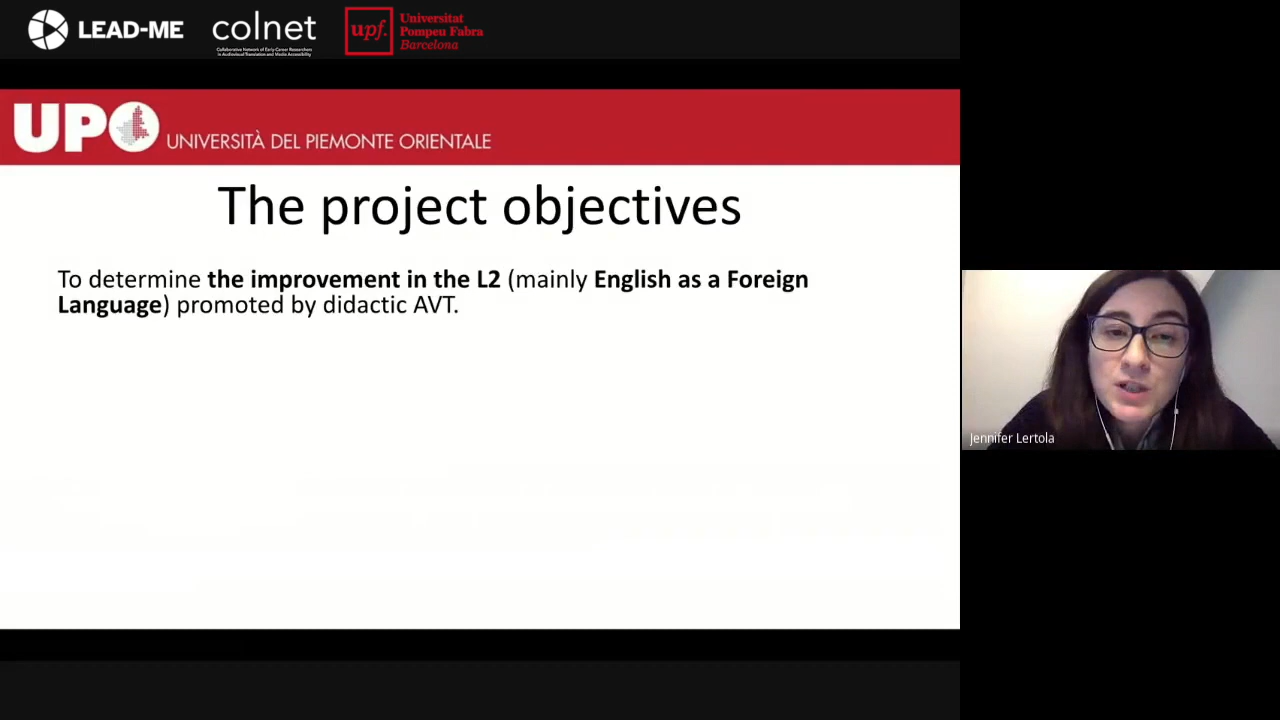 LEAD-ME
colnet
Collaborative Network of Early Career Researchers
in Audiovisual Translation and Media Accessibility
upf.
Universitat
Pompeu Fabra
Barcelona
UPO
UNIVERSITÀ DEL PIEMONTE ORIENTALE
The project objectives
To determine the improvement in the L2 (mainly English as a Foreign
Language) promoted by didactic AVT.
Jennifer Lertola